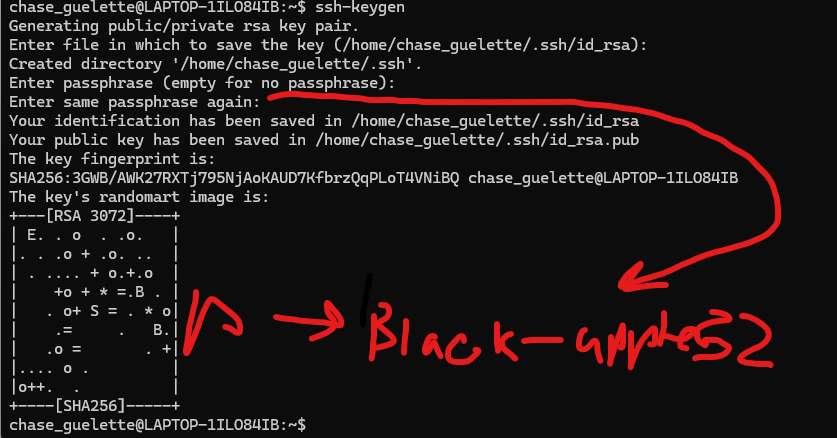 chase_guelette@LAPTOP-1ILO84IB:~$ ssh-keygen
Generating public/private rsa key pair.
Enter file in which to save the key (/home/chase_guelette/.ssh/id_rsa):
Created directory '/home/chase_guelette/.ssh'.
Enter passphrase (empty for no passphrase):
Enter same passphrase again:
Your identification has been saved in /home/chase_guelette/.ssh/id_rsa
Your public key has been saved in /home/chase_guelette/.ssh/id_rsa.pub
The key fingerprint is:
SHA256:3GWB/AWK27RXTj795NjAoKAUD7KfbrzQqPLoT4VNiBQ chase_guelette@LAPTOP-1ILO84IB
The key's randomart image is:
+---[RSA 3072]----+
| E. . o  . .o.   |
|. . .o + .o. ..  |
| . .... + o.+.o  |
|     +o + * =.B . |
|    . o+ S = . * o|
|     .=     .   B.|
|    .o =       . +|
|.... o .         |
|o++.  .          |
+----[SHA256]-----+
Black-apples52
chase_guelette@LAPTOP-1ILO84IB:~$